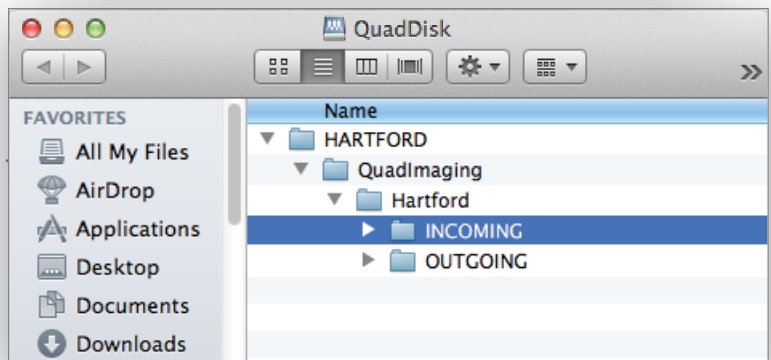 QuadDisk
FAVORITES
All My Files
AirDrop
Applications
Desktop
Documents
Downloads
Name
HARTFORD
QuadImaging
Hartford
INCOMING
OUTGOING